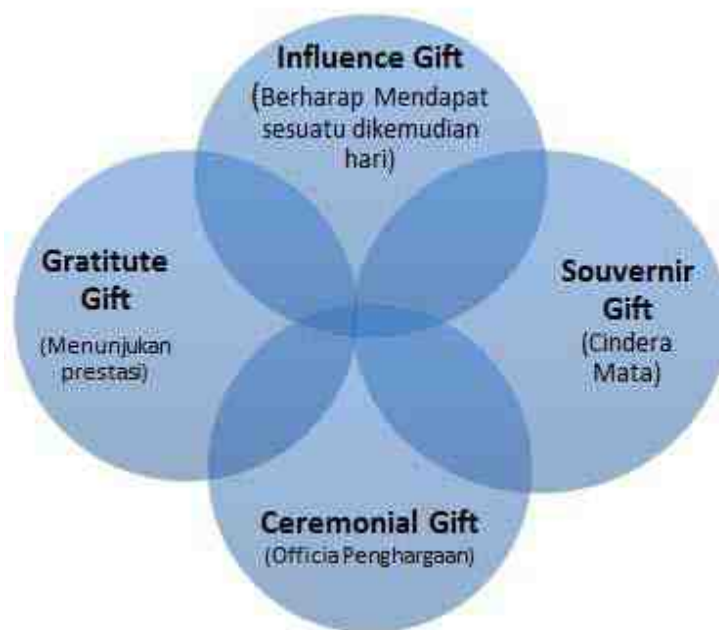 Influence Gift
(Berharap Mendapat
sesuatu dikemudian
hari)
Gratitute
Gift
(Menunjukan
prestasi)
Souvernir
Gift
(Cindera
Mata)
Ceremonial Gift
(Officia Penghargaan)